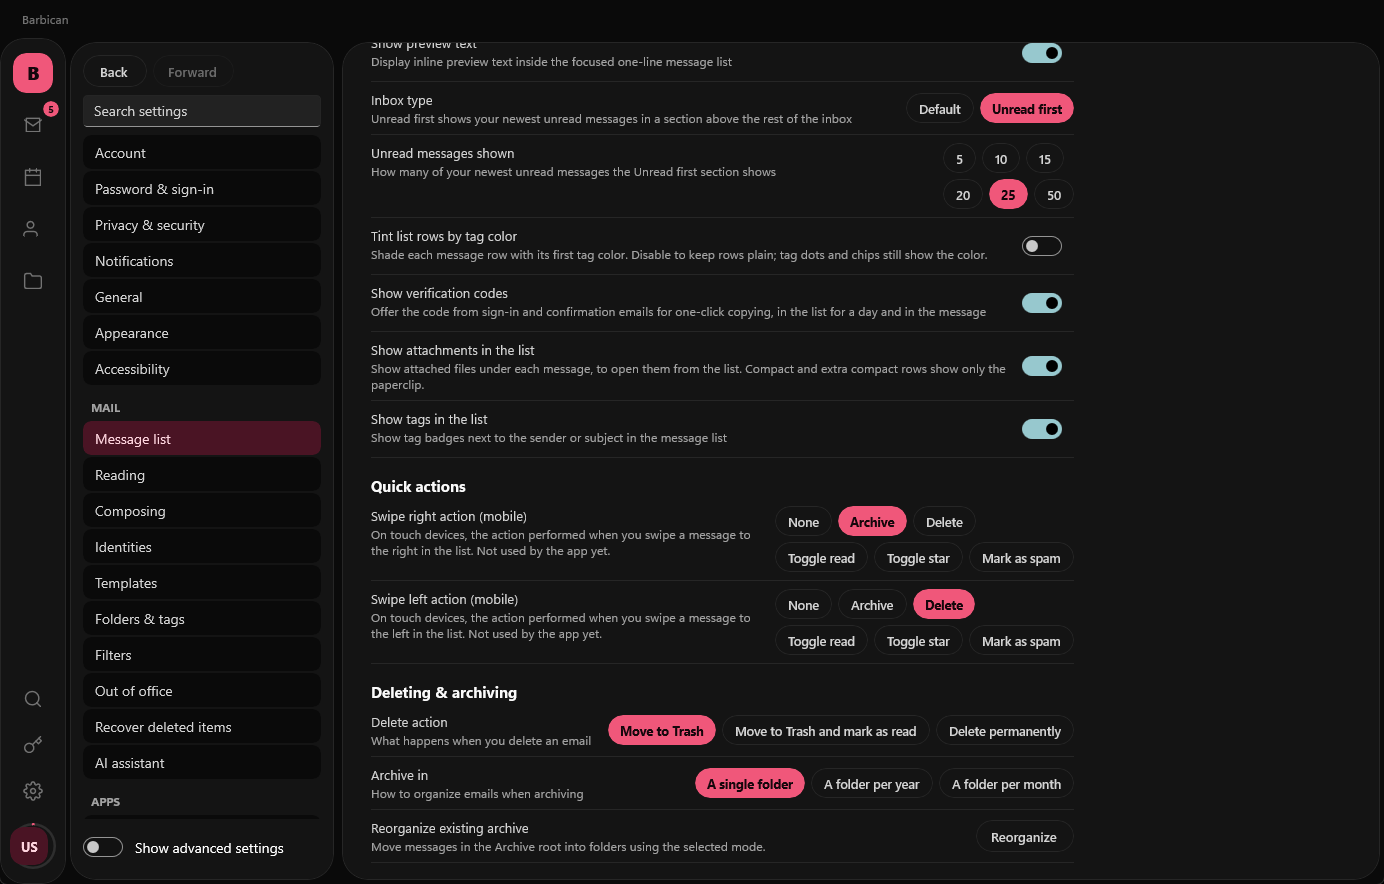 Barbican
B
5
US
Back
Forward
Search settings
Account
Password & sign-in
Privacy & security
Notifications
General
Appearance
Accessibility
MAIL
Message list
Reading
Composing
Identities
Templates
Folders & tags
Filters
Out of office
Recover deleted items
AI assistant
APPS
Show advanced settings
Show preview text
Display inline preview text inside the focused one-line message list
Inbox type
Unread first shows your newest unread messages in a section above the rest of the inbox
Default
Unread first
Unread messages shown
How many of your newest unread messages the Unread first section shows
5 10 15
20 25 50
Tint list rows by tag color
Shade each message row with its first tag color. Disable to keep rows plain; tag dots and chips still show the color.
Show verification codes
Offer the code from sign-in and confirmation emails for one-click copying, in the list for a day and in the message
Show attachments in the list
Show attached files under each message, to open them from the list. Compact and extra compact rows show only the
paperclip.
Show tags in the list
Show tag badges next to the sender or subject in the message list
Quick actions
Swipe right action (mobile)
On touch devices, the action performed when you swipe a message to
the right in the list. Not used by the app yet.
None Archive Delete
Toggle read Toggle star Mark as spam
Swipe left action (mobile)
On touch devices, the action performed when you swipe a message to
the left in the list. Not used by the app yet.
None Archive Delete
Toggle read Toggle star Mark as spam
Deleting & archiving
Delete action
What happens when you delete an email
Move to Trash Move to Trash and mark as read Delete permanently
Archive in
How to organize emails when archiving
A single folder A folder per year A folder per month
Reorganize existing archive
Move messages in the Archive root into folders using the selected mode.
Reorganize